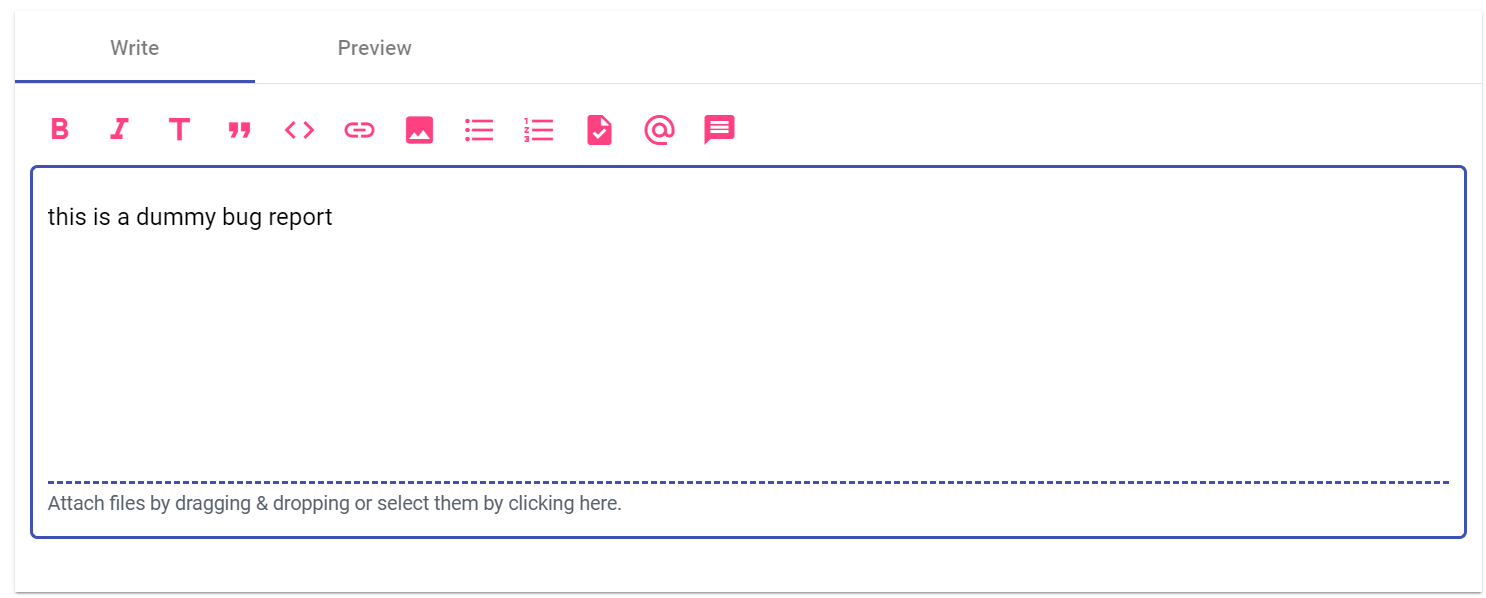 Write
Preview
this is a dummy bug report
Attach files by dragging & dropping or select them by clicking here.